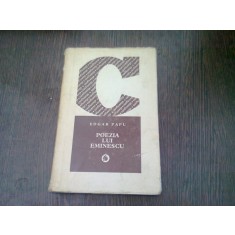 C
EDGAR PAPU
POEZIA
LUI
EMINESCU